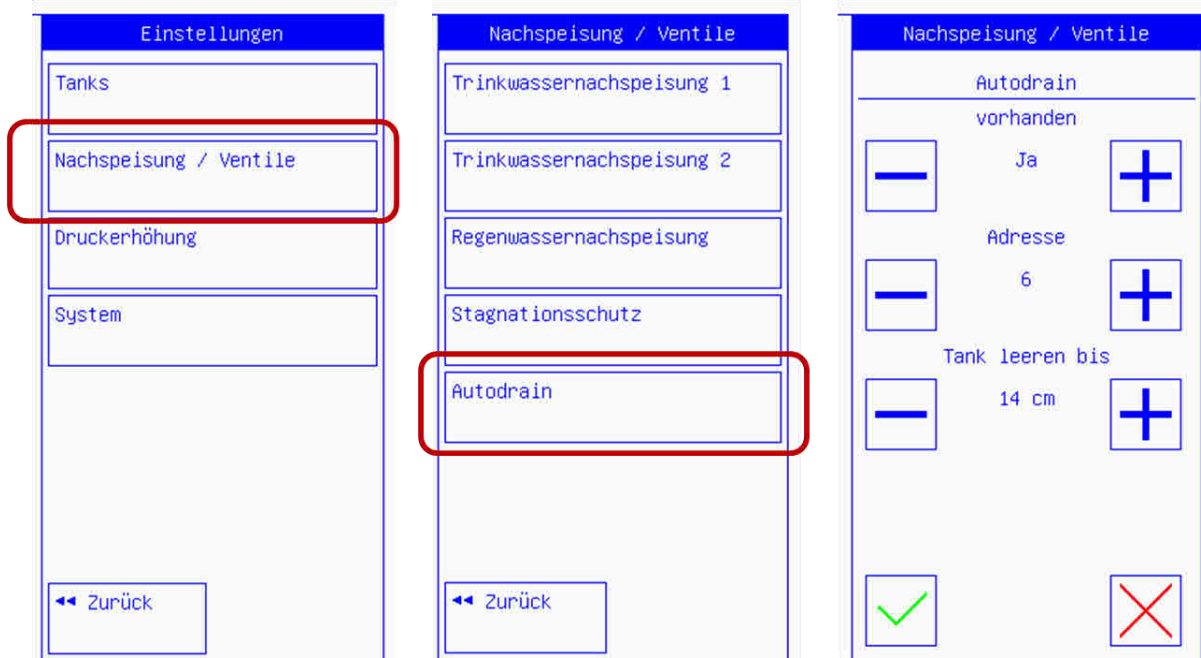 Einstellungen
Tanks
Nachspeisung / Ventile
Druckerhöhung
System
◄◄ Zurück
Nachspeisung / Ventile
Trinkwassernachspeisung 1
Trinkwassernachspeisung 2
Regenwassernachspeisung
Stagnationsschutz
Autodrain
◄◄ Zurück
Nachspeisung / Ventile
Autodrain
vorhanden
Ja
Adresse
6
Tank leeren bis
14 cm